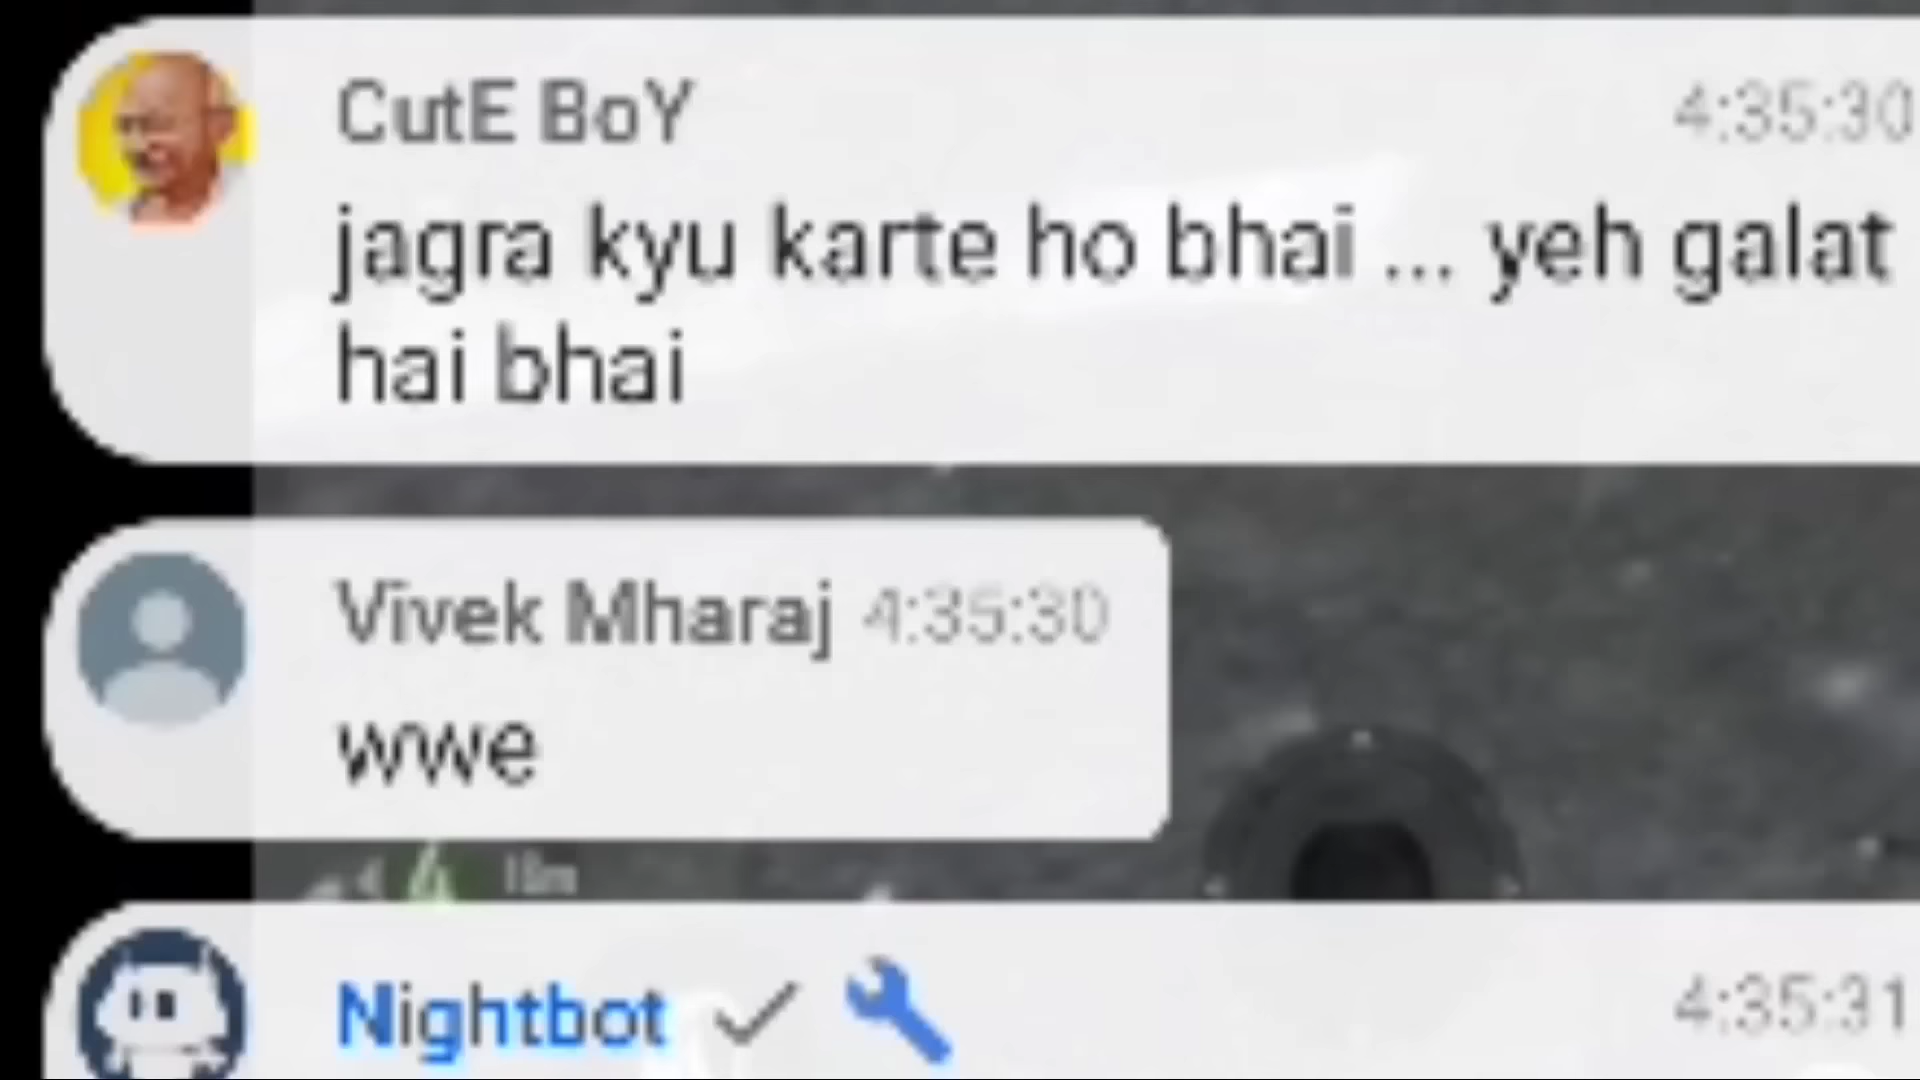 CutE BoY 4:35:30
jagra kyu karte ho bhai ... yeh galat
hai bhai
Vivek Mharaj 4:35:30
wwe
Nightbot 4:35:31